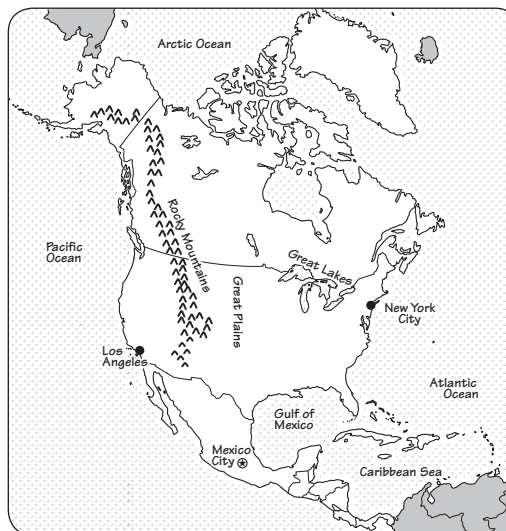 Arctic Ocean
Rocky Mountains
Pacific
Ocean
Great Lakes
Great Plains
New York
City
Los
Angeles
Atlantic
Ocean
Gulf of
Mexico
Mexico
City
Caribbean Sea